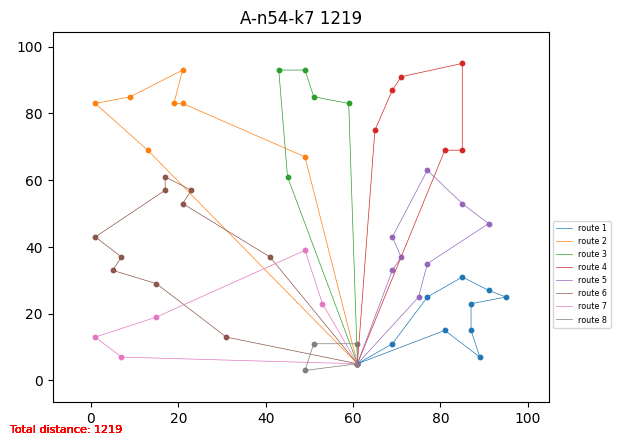 A-n54-k7 1219
100
80
60
40
20
0
0 20 40 60 80 100
route 1
route 2
route 3
route 4
route 5
route 6
route 7
route 8
Total distance: 1219